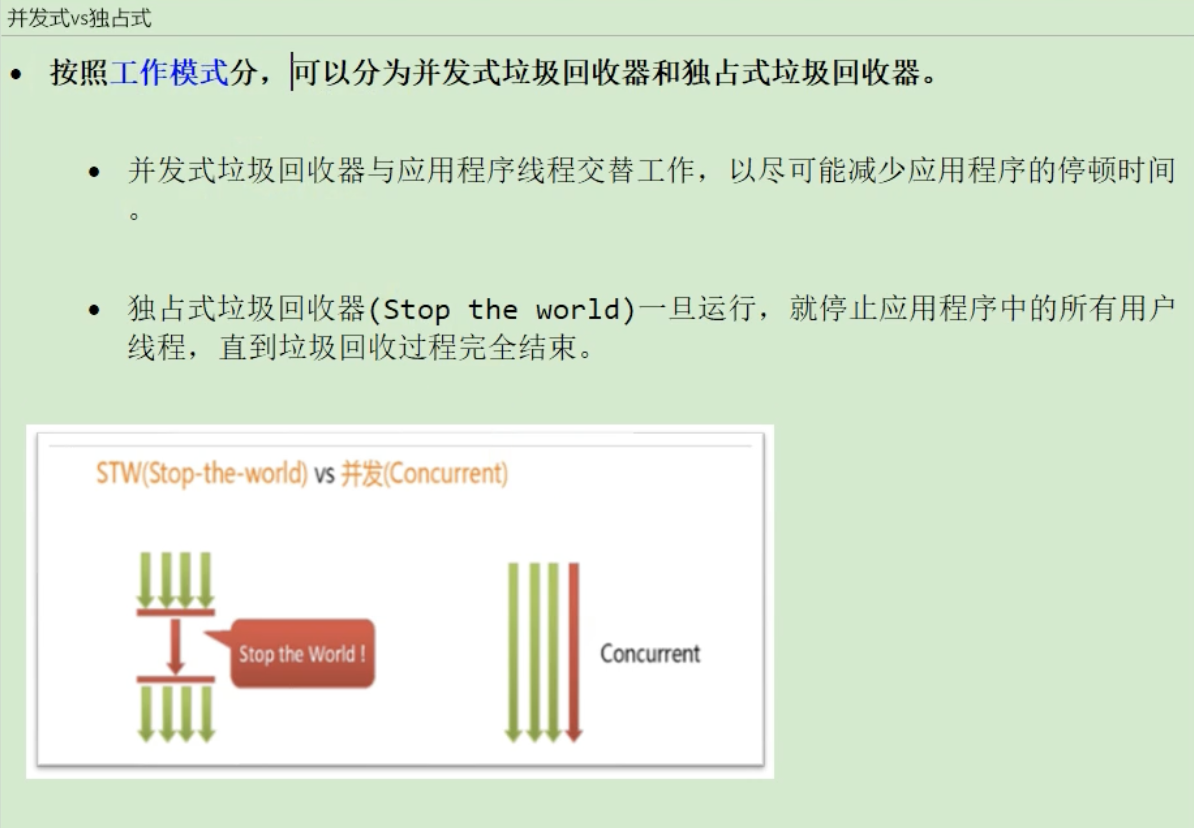 并发式vs独占式
按照工作模式分，可以分为并发式垃圾回收器和独占式垃圾回收器。
并发式垃圾回收器与应用程序线程交替工作，以尽可能减少应用程序的停顿时间
。
独占式垃圾回收器(Stop the world)一旦运行，就停止应用程序中的所有用户
线程，直到垃圾回收过程完全结束。
STW(Stop-the-world) vs 并发(Concurrent)
Stop the World !
Concurrent